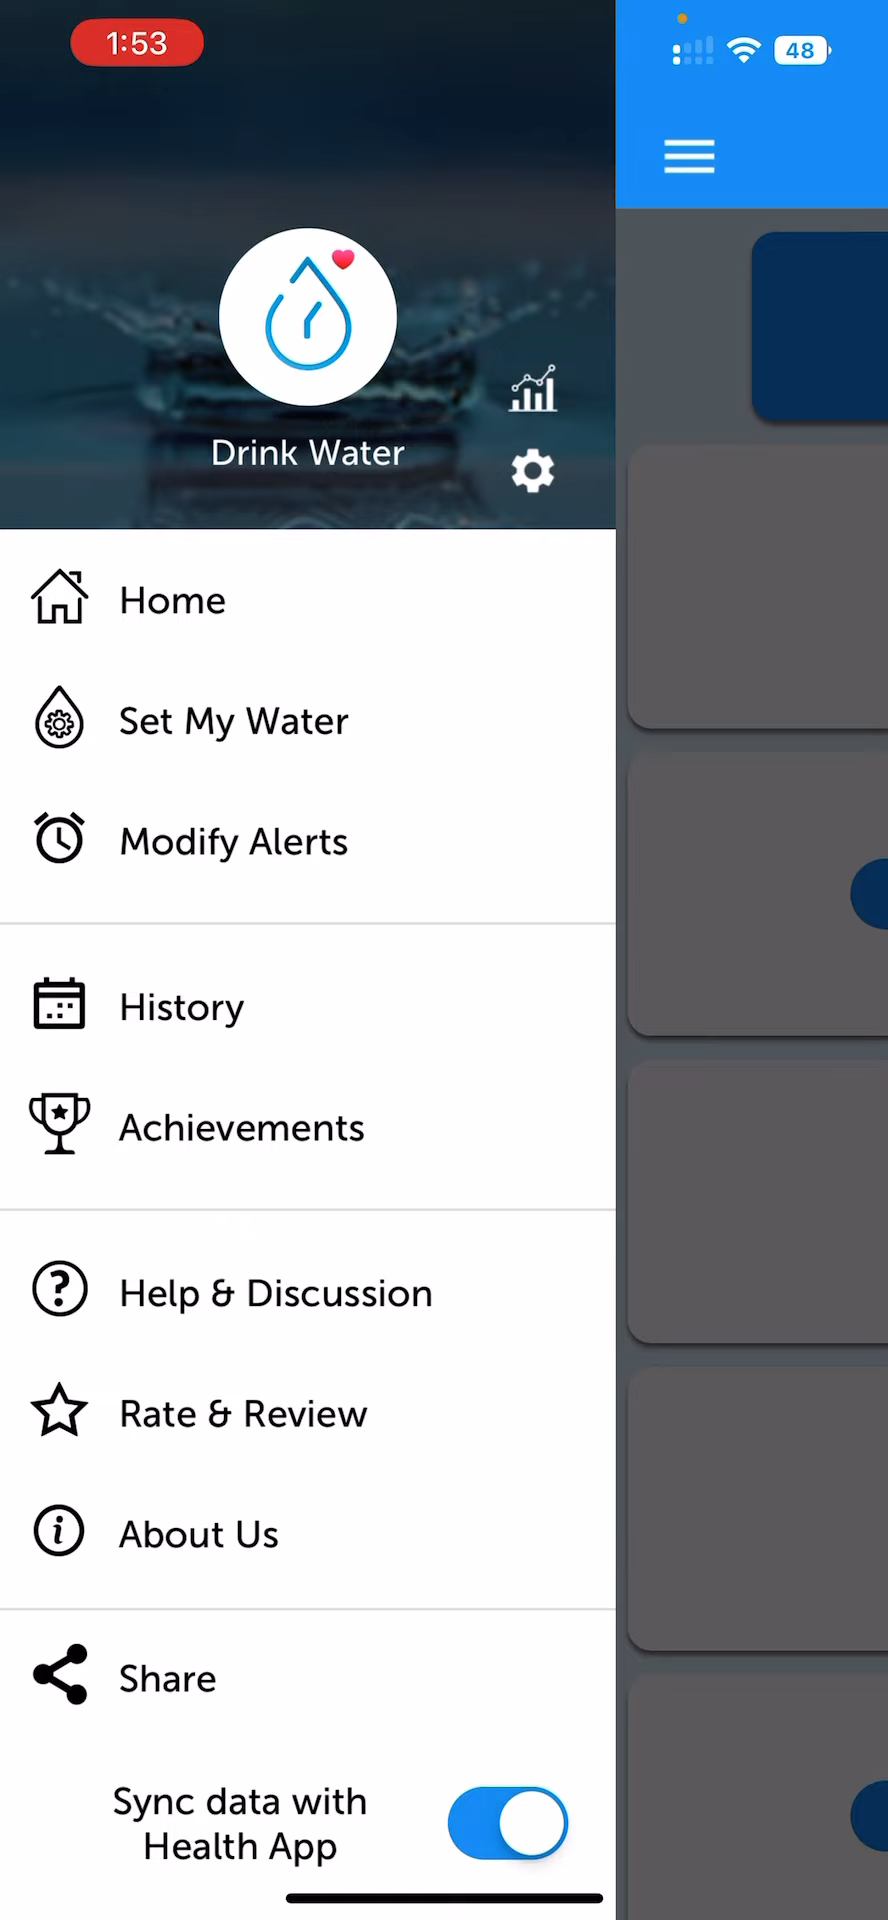 1:53
48
Drink Water
Home
Set My Water
Modify Alerts
History
Achievements
Help & Discussion
Rate & Review
About Us
Share
Sync data with
Health App